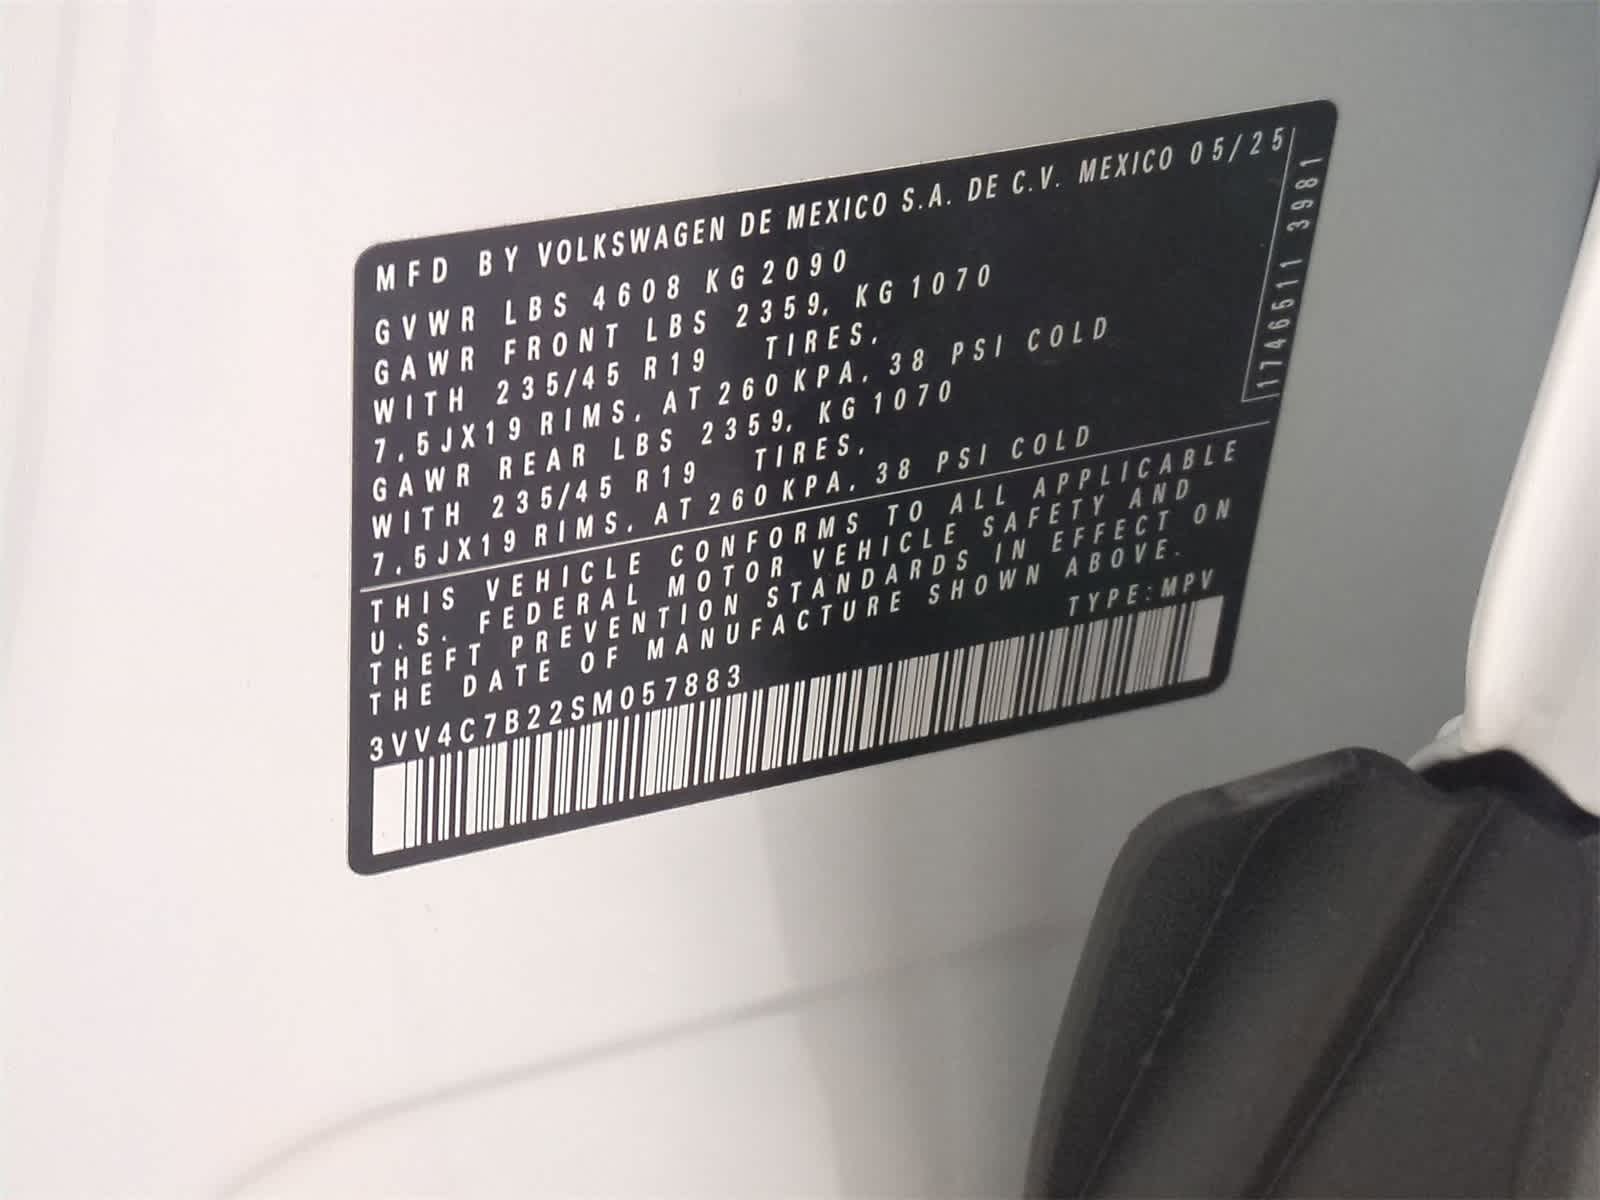 MFD BY VOLKSWAGEN DE MEXICO S.A. DE C.V. MEXICO 05/25
GVWR LBS 4608 KG 2090
GAWR FRONT LBS 2359, KG 1070
WITH 235/45 R19 TIRES,
7,5JX19 RIMS, AT 260 KPA, 38 PSI COLD
GAWR REAR LBS 2359, KG 1070
WITH 235/45 R19 TIRES,
7,5JX19 RIMS, AT 260 KPA, 38 PSI COLD
1746511 3981
THIS VEHICLE CONFORMS TO ALL APPLICABLE
U.S. FEDERAL MOTOR VEHICLE SAFETY AND
THEFT PREVENTION STANDARDS IN EFFECT ON
THE DATE OF MANUFACTURE SHOWN ABOVE.
TYPE:MPV
3VV4C7B22SM057883